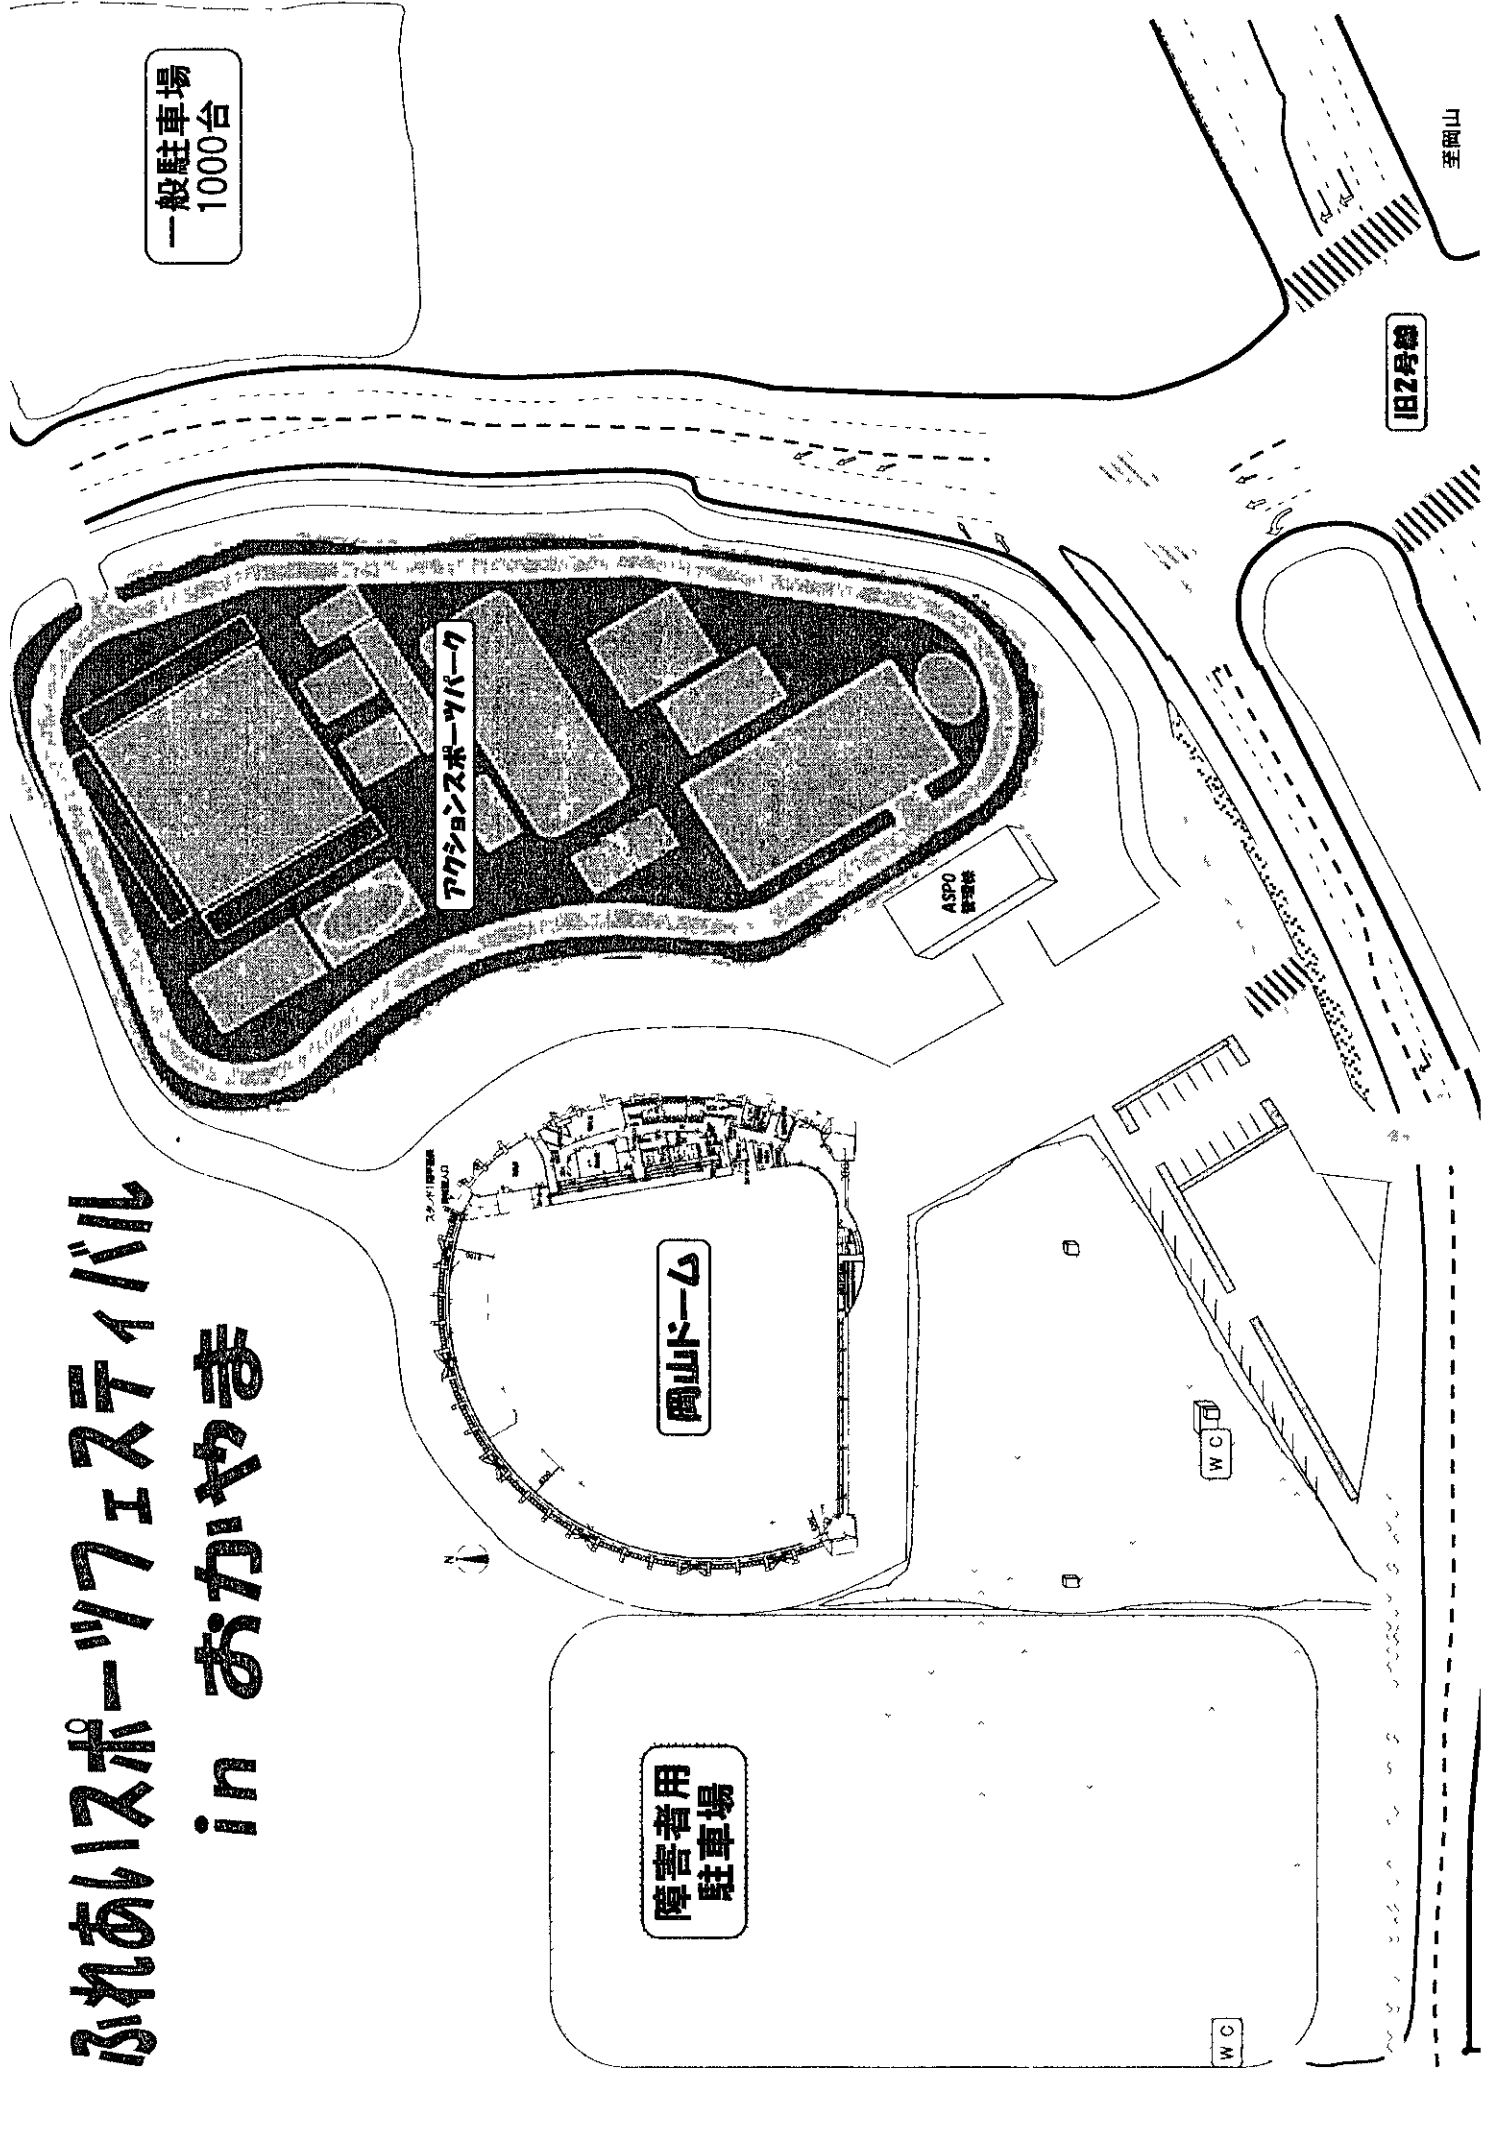 ふれあいスポーツフェスティバル
in おかやま
一般駐車場
1000台
アクションスポーツパーク
ASPO
管理棟
岡山ドーム
N
障害者用
駐車場
WC
WC
旧2号線
至岡山